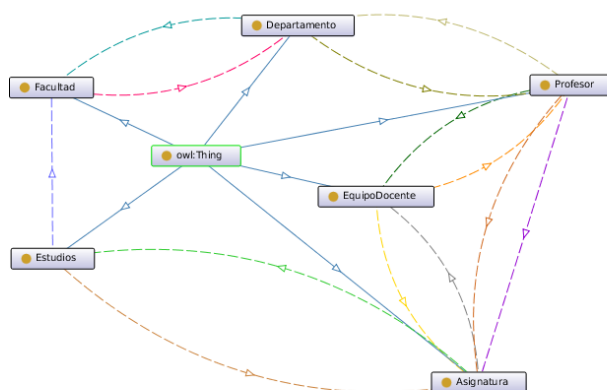 Departamento
Facultad
Profesor
owl:Thing
EquipoDocente
Estudios
Asignatura